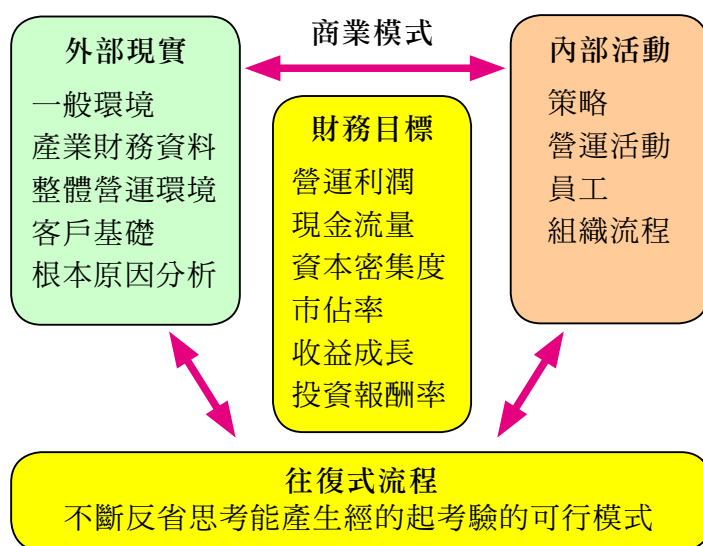 商業模式
外部現實
一般環境
產業財務資料
整體營運環境
客戶基礎
根本原因分析
財務目標
營運利潤
現金流量
資本密集度
市佔率
收益成長
投資報酬率
內部活動
策略
營運活動
員工
組織流程
往復式流程
不斷反省思考能產生經的起考驗的可行模式